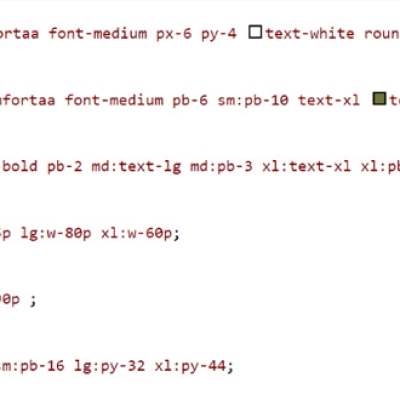 ortaa font-medium px-6 py-4 text-white roun
fortaa font-medium pb-6 sm:pb-10 text-xl t
bold pb-2 md:text-lg md:pb-3 xl:text-xl xl:pb
p lg:w-80p xl:w-60p;
0p ;
sm:pb-16 lg:py-32 xl:py-44;